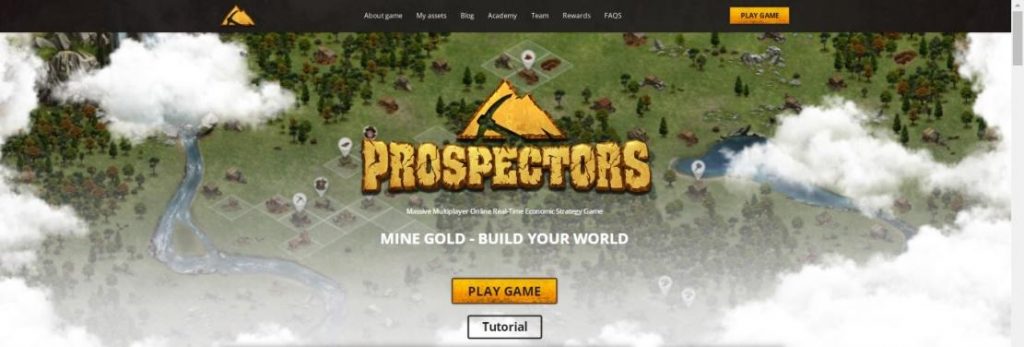 About game My assets Blog Academy Team Rewards FAQS PLAY GAME
PROSPECTORS
Massive Multiplayer Online Real-Time Economic Strategy Game
MINE GOLD - BUILD YOUR WORLD
PLAY GAME
Tutorial